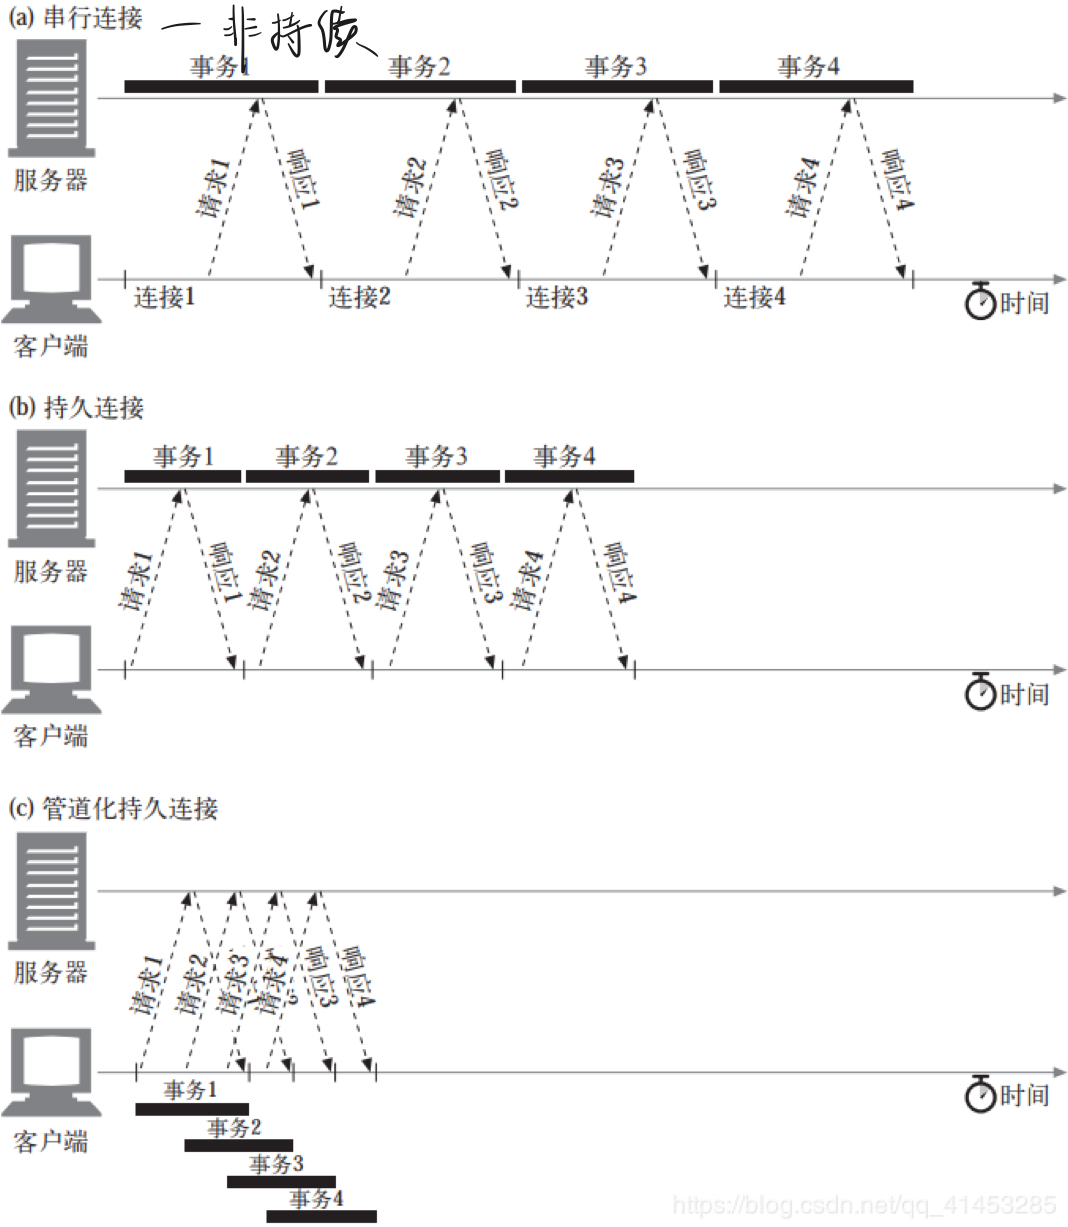 (a) 串行连接 一非持续
事务1 事务2 事务3 事务4
服务器
请求1 响应1 请求2 响应2 请求3 响应3 请求4 响应4
连接1 连接2 连接3 连接4
时间
客户端
(b) 持久连接
事务1 事务2 事务3 事务4
服务器
请求1 响应1 请求2 响应2 请求3 响应3 请求4 响应4
时间
客户端
(c) 管道化持久连接
服务器
请求1 请求2 请求3 1 请求4 2 响应3 响应4
时间
客户端
事务1
事务2
事务3
事务4
https://blog.csdn.net/qq_41453285